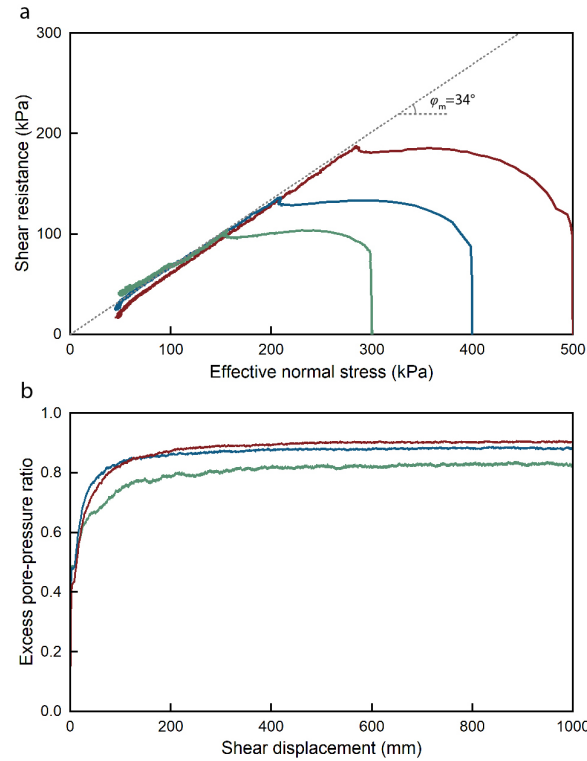 a
300
200
100
0
Shear resistance (kPa)
φm=34°
0 100 200 300 400 500
Effective normal stress (kPa)
b
1.0
0.8
0.6
0.4
0.2
0.0
Excess pore-pressure ratio
0 200 400 600 800 1000
Shear displacement (mm)